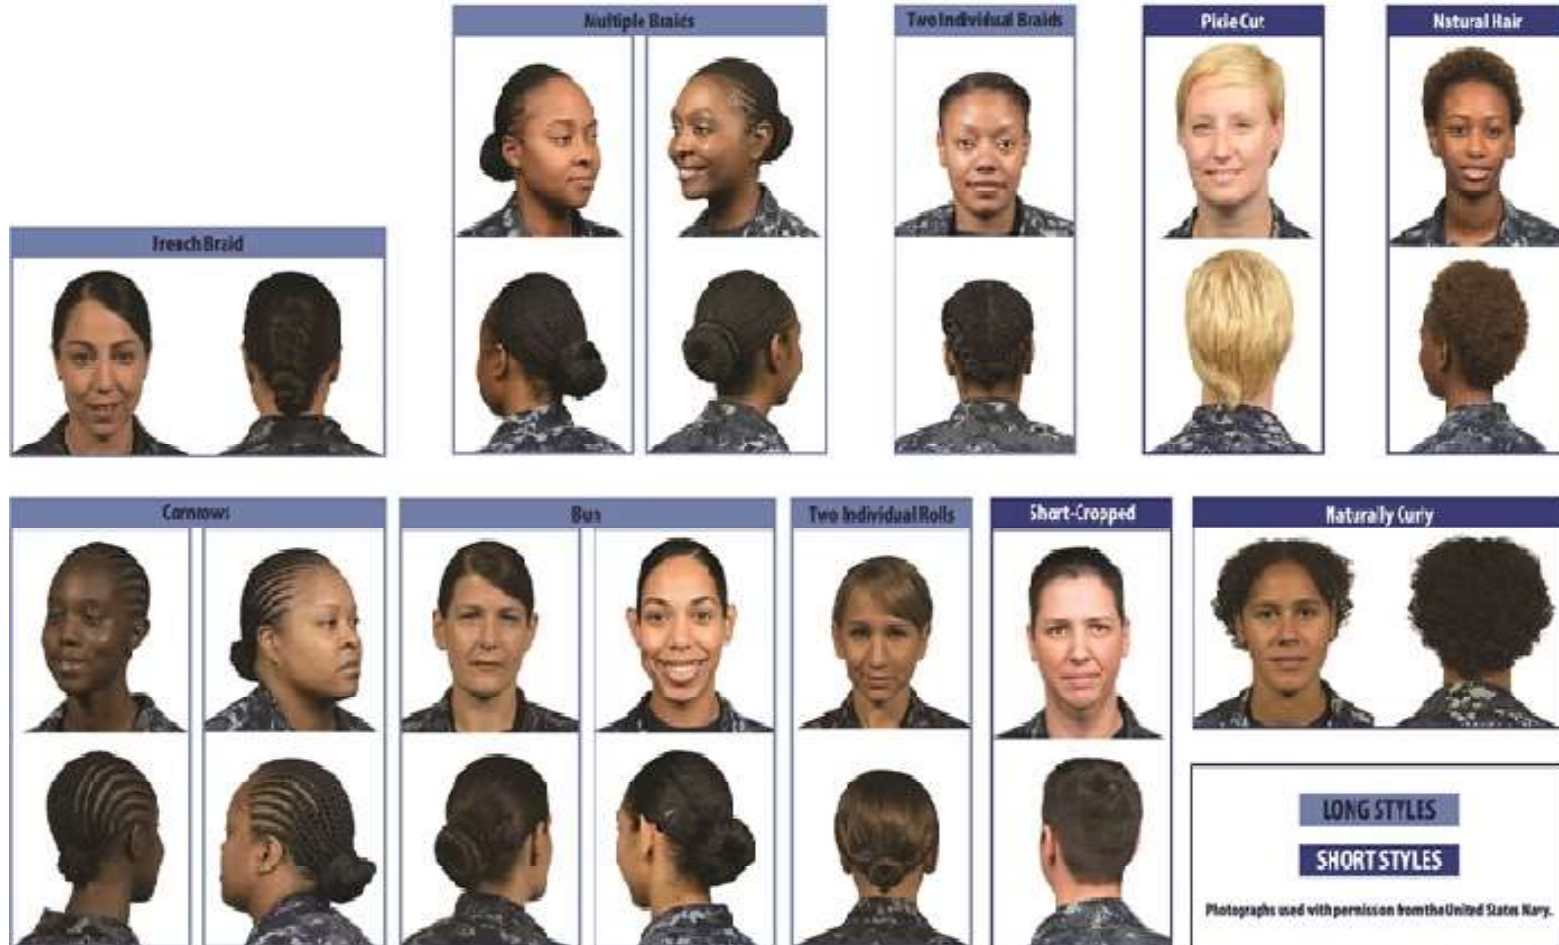 Multiple Braids
Two Individual Braids
Pixie Cut
Natural Hair
French Braid
Cornrows
Bun
Two Individual Rolls
Short-Cropped
Naturally Curly
LONG STYLES
SHORT STYLES
Photographs used with permission from the United States Navy.